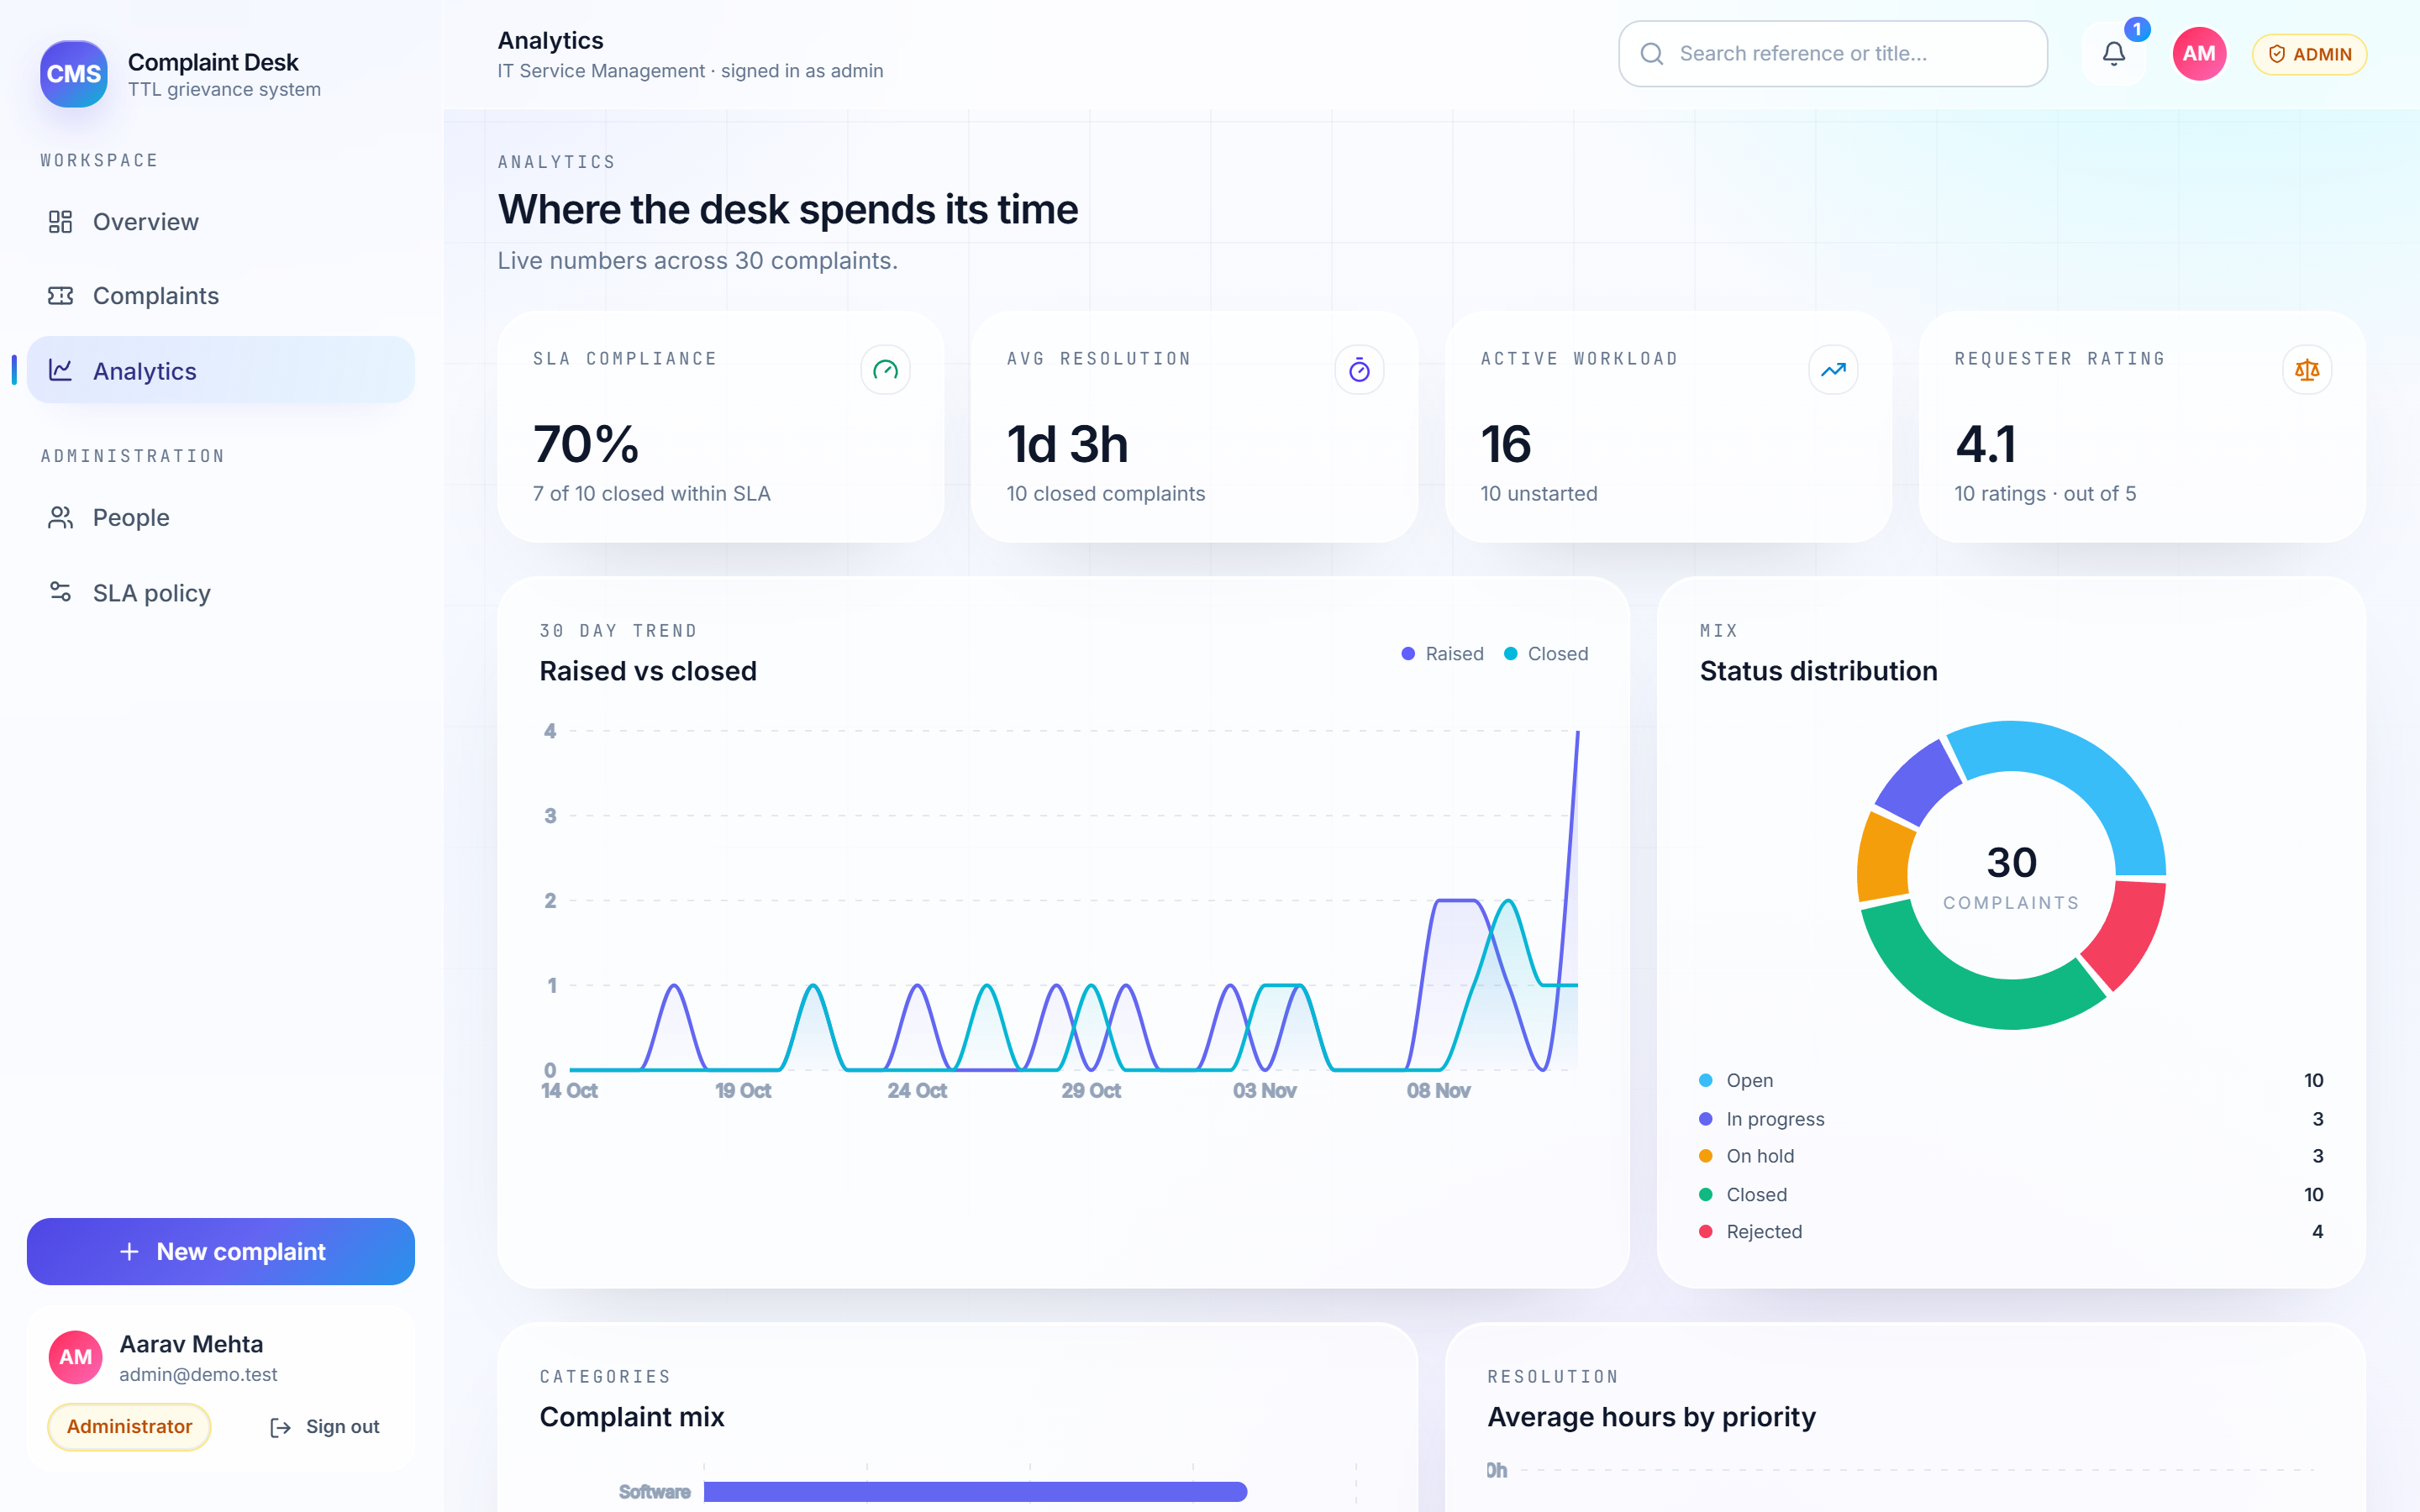 CMS
Complaint Desk
TTL grievance system
WORKSPACE
Overview
Complaints
Analytics
ADMINISTRATION
People
SLA policy
New complaint
AM
Aarav Mehta
admin@demo.test
Administrator
Sign out
Analytics
IT Service Management · signed in as admin
Search reference or title...
1
AM
ADMIN
ANALYTICS
Where the desk spends its time
Live numbers across 30 complaints.
SLA COMPLIANCE
70%
7 of 10 closed within SLA
AVG RESOLUTION
1d 3h
10 closed complaints
ACTIVE WORKLOAD
16
10 unstarted
REQUESTER RATING
4.1
10 ratings · out of 5
30 DAY TREND
Raised vs closed
Raised
Closed
4
3
2
1
0
14 Oct
19 Oct
24 Oct
29 Oct
03 Nov
08 Nov
MIX
Status distribution
30
COMPLAINTS
Open 10
In progress 3
On hold 3
Closed 10
Rejected 4
CATEGORIES
Complaint mix
Software
RESOLUTION
Average hours by priority